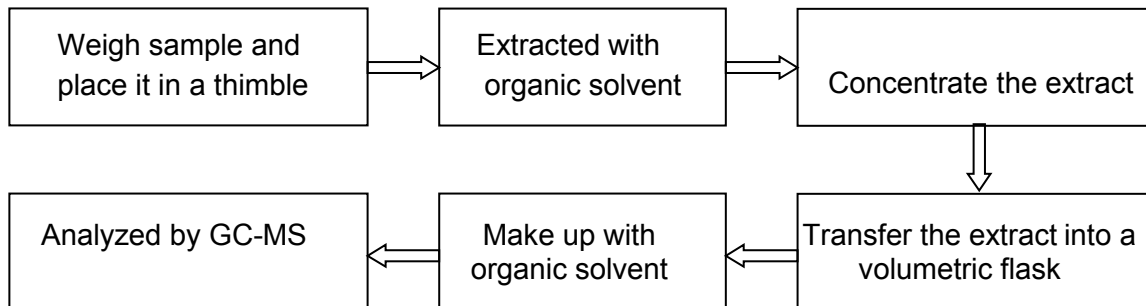 Weigh sample and
place it in a thimble
Extracted with
organic solvent
Concentrate the extract
Transfer the extract into a
volumetric flask
Make up with
organic solvent
Analyzed by GC-MS